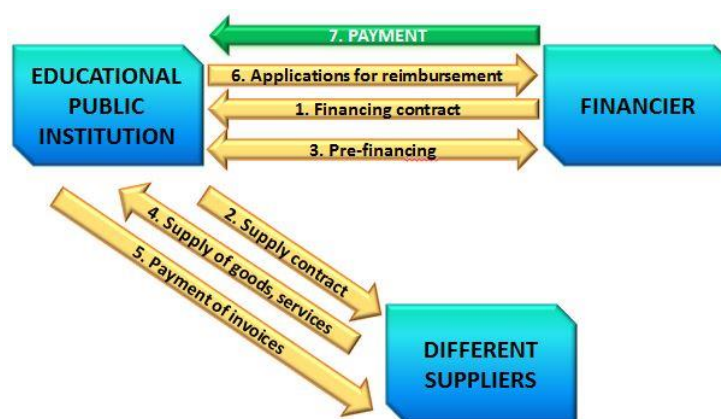 7. PAYMENT
EDUCATIONAL
PUBLIC
INSTITUTION
6. Applications for reimbursement
1. Financing contract
3. Pre-financing
FINANCIER
2. Supply contract
4. Supply of goods, services
5. Payment of invoices
DIFFERENT
SUPPLIERS